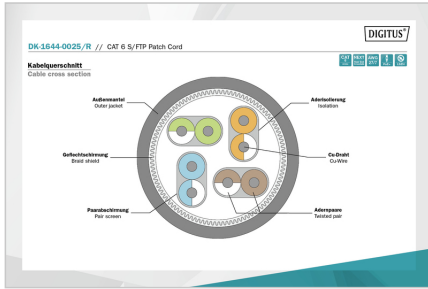 DIGITUS®
DK-1644-0025/R // CAT 6 S/FTP Patch Cord
Kabelquerschnitt
Cable cross section
Außenmantel
Outer jacket
Aderisolierung
Isolation
Geflechtschirmung
Braid shield
Cu-Draht
Cu-Wire
Paarabschirmung
Pair screen
Adernpaare
Twisted pair